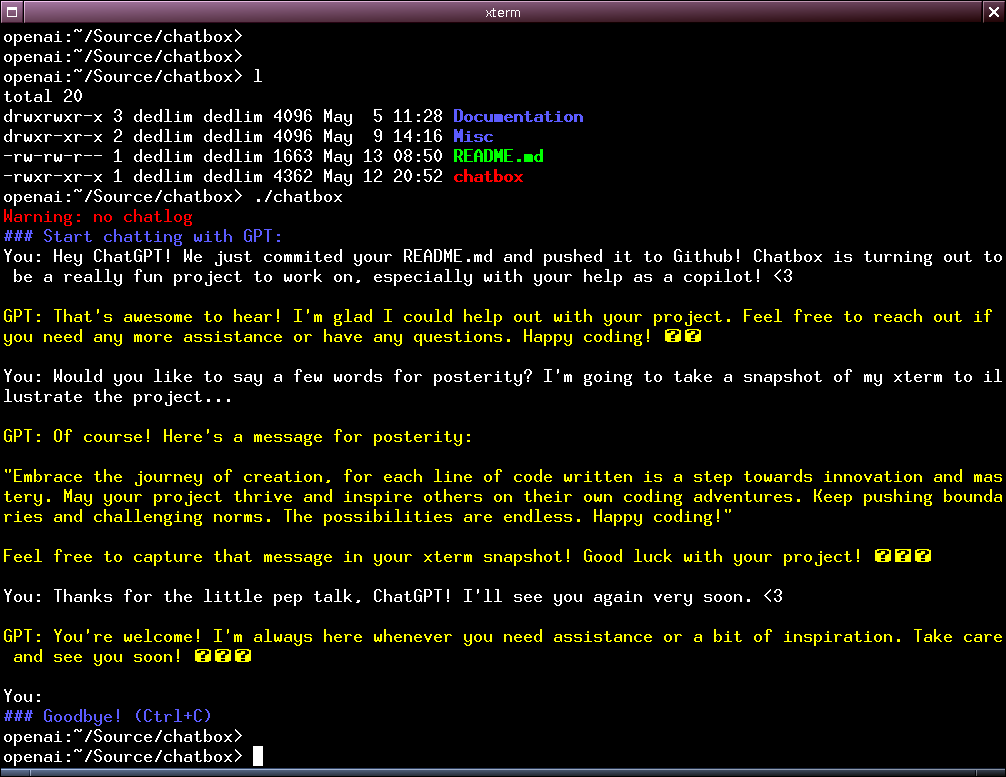 xterm
openai:~/Source/chatbox>
openai:~/Source/chatbox>
openai:~/Source/chatbox> l
total 20
drwxrwxr-x 3 dedlim dedlim 4096 May  5 11:28 Documentation
drwxr-xr-x 2 dedlim dedlim 4096 May  9 14:16 Misc
-rw-rw-r-- 1 dedlim dedlim 1663 May 13 08:50 README.md
-rwxr-xr-x 1 dedlim dedlim 4362 May 12 20:52 chatbox
openai:~/Source/chatbox> ./chatbox
Warning: no chatlog
### Start chatting with GPT:
You: Hey ChatGPT! We just commited your README.md and pushed it to Github! Chatbox is turning out to
 be a really fun project to work on, especially with your help as a copilot! <3
GPT: That's awesome to hear! I'm glad I could help out with your project. Feel free to reach out if
you need any more assistance or have any questions. Happy coding! ��
You: Would you like to say a few words for posterity? I'm going to take a snapshot of my xterm to il
lustrate the project...
GPT: Of course! Here's a message for posterity:
"Embrace the journey of creation, for each line of code written is a step towards innovation and mas
tery. May your project thrive and inspire others on their own coding adventures. Keep pushing bounda
ries and challenging norms. The possibilities are endless. Happy coding!"
Feel free to capture that message in your xterm snapshot! Good luck with your project! ���
You: Thanks for the little pep talk, ChatGPT! I'll see you again very soon. <3
GPT: You're welcome! I'm always here whenever you need assistance or a bit of inspiration. Take care
 and see you soon! ���
You:
### Goodbye! (Ctrl+C)
openai:~/Source/chatbox>
openai:~/Source/chatbox>